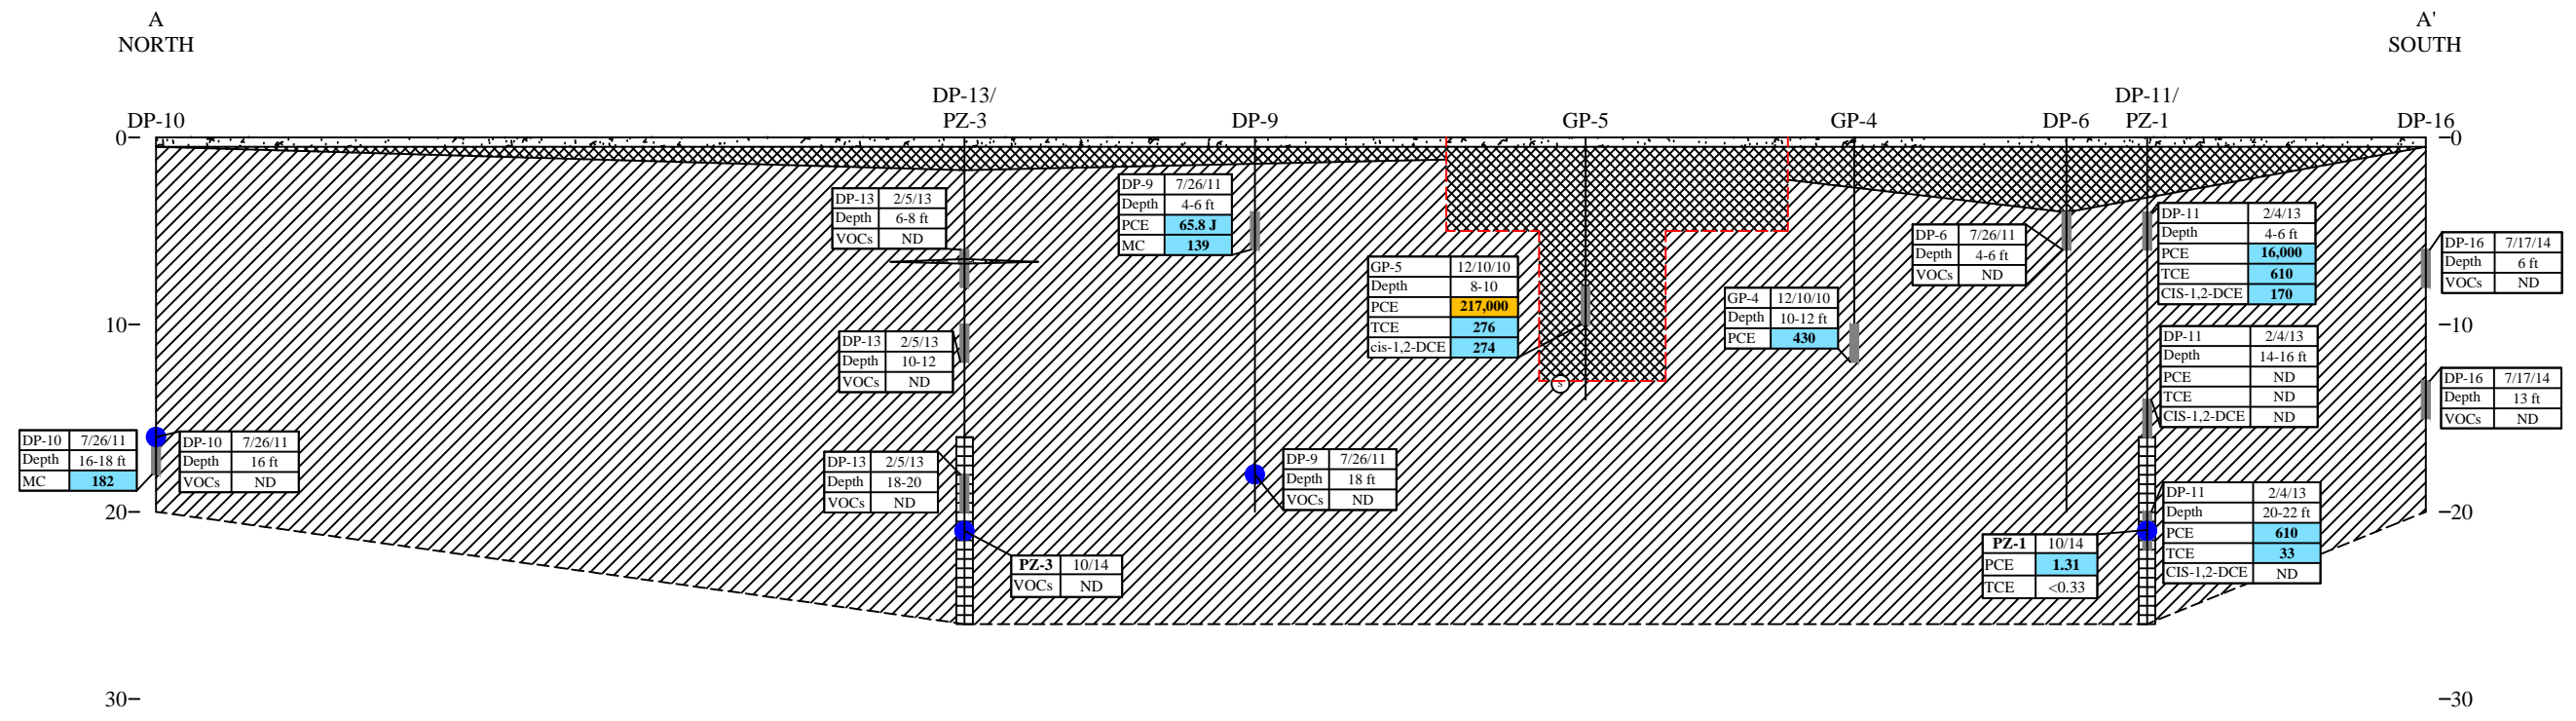 A
NORTH
A'
SOUTH
DP-10
DP-13/
PZ-3
DP-9
GP-5
GP-4
DP-6
DP-11/
PZ-1
DP-16
0
10
20
30
0
10
20
30
DP-10 7/26/11
Depth 16-18 ft
MC 182
DP-10 7/26/11
Depth 16 ft
VOCs ND
DP-13 2/5/13
Depth 6-8 ft
VOCs ND
DP-13 2/5/13
Depth 10-12
VOCs ND
DP-13 2/5/13
Depth 18-20
VOCs ND
PZ-3 10/14
VOCs ND
DP-9 7/26/11
Depth 4-6 ft
PCE 65.8 J
MC 139
DP-9 7/26/11
Depth 18 ft
VOCs ND
GP-5 12/10/10
Depth 8-10
PCE 217,000
TCE 276
cis-1,2-DCE 274
S
GP-4 12/10/10
Depth 10-12 ft
PCE 430
DP-6 7/26/11
Depth 4-6 ft
VOCs ND
DP-11 2/4/13
Depth 4-6 ft
PCE 16,000
TCE 610
CIS-1,2-DCE 170
DP-11 2/4/13
Depth 14-16 ft
PCE ND
TCE ND
CIS-1,2-DCE ND
PZ-1 10/14
PCE 1.31
TCE <0.33
DP-11 2/4/13
Depth 20-22 ft
PCE 610
TCE 33
CIS-1,2-DCE ND
DP-16 7/17/14
Depth 6 ft
VOCs ND
DP-16 7/17/14
Depth 13 ft
VOCs ND